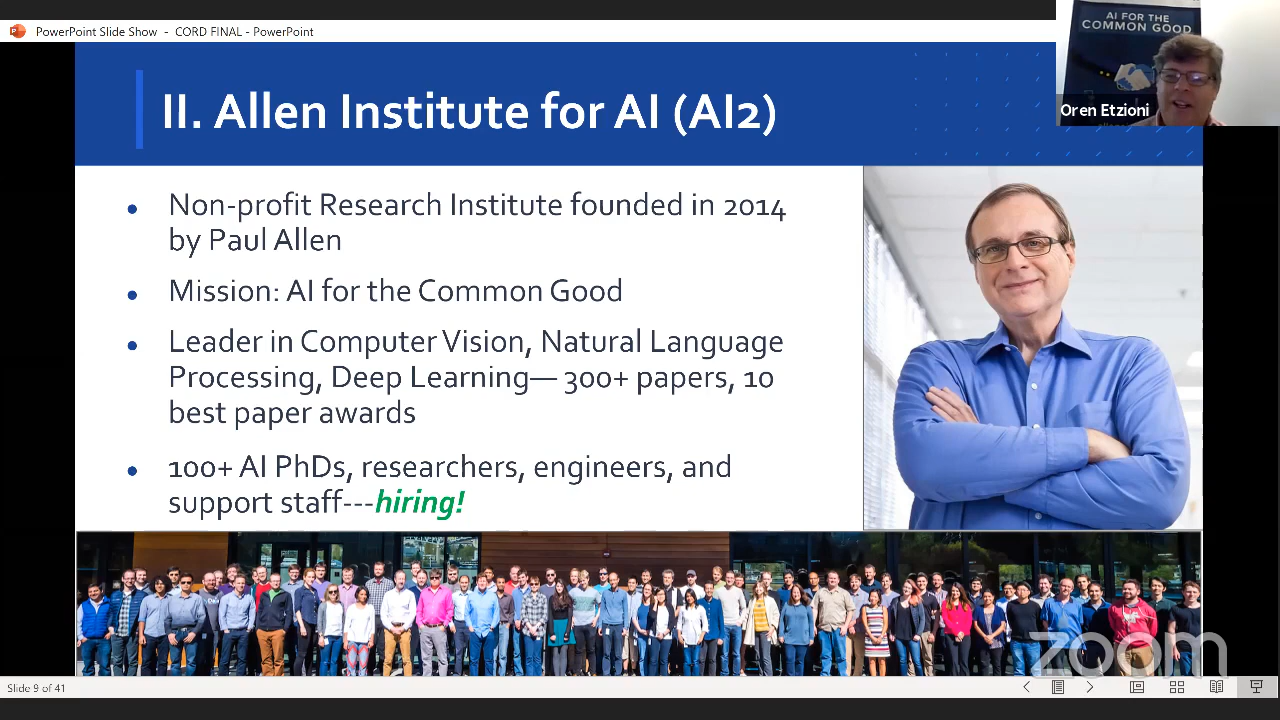 PowerPoint Slide Show - CORD FINAL - PowerPoint
AI FOR THE
COMMON GOOD
Oren Etzioni
II. Allen Institute for AI (AI2)
• Non-profit Research Institute founded in 2014
by Paul Allen
• Mission: AI for the Common Good
• Leader in Computer Vision, Natural Language
Processing, Deep Learning— 300+ papers, 10
best paper awards
• 100+ AI PhDs, researchers, engineers, and
support staff---hiring!
zoom
Slide 9 of 41